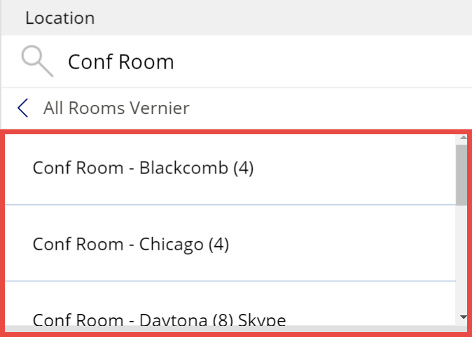 Location
Conf Room
All Rooms Vernier
Conf Room - Blackcomb (4)
Conf Room - Chicago (4)
Conf Room - Daytona (8) Skype